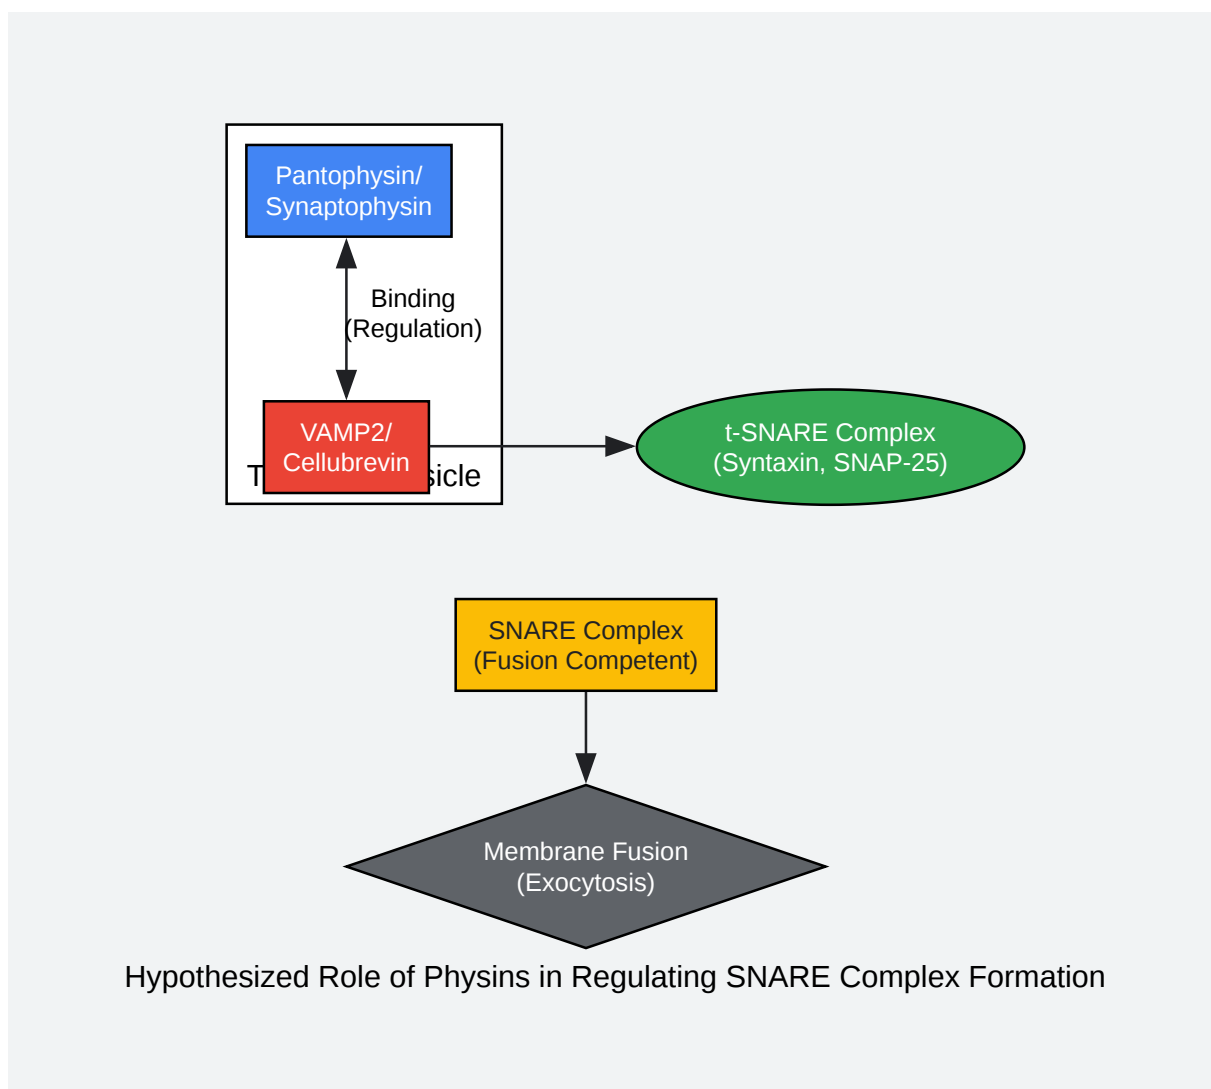 Pantophysin/
Synaptophysin
Binding
(Regulation)
VAMP2/
Cellubrevin
t-SNARE Complex
(Syntaxin, SNAP-25)
SNARE Complex
(Fusion Competent)
Membrane Fusion
(Exocytosis)
Hypothesized Role of Physins in Regulating SNARE Complex Formation